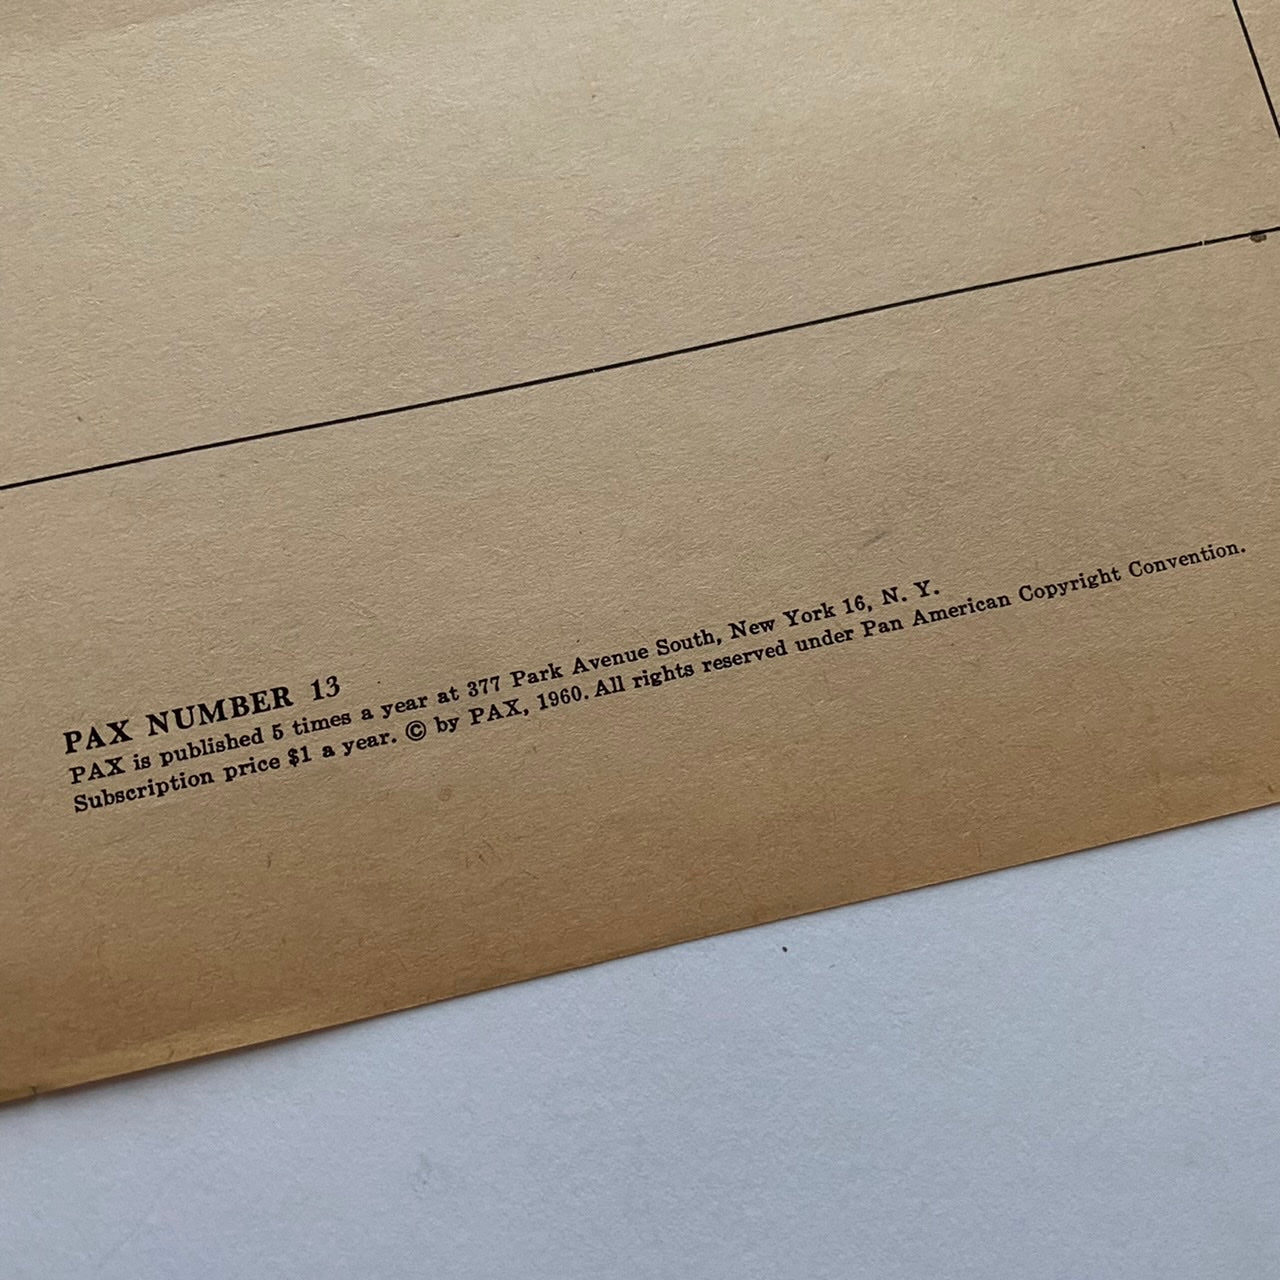 PAX NUMBER 13
PAX is published 5 times a year at 377 Park Avenue South, New York 16, N. Y.
Subscription price $1 a year. © by PAX, 1960. All rights reserved under Pan American Copyright Convention.